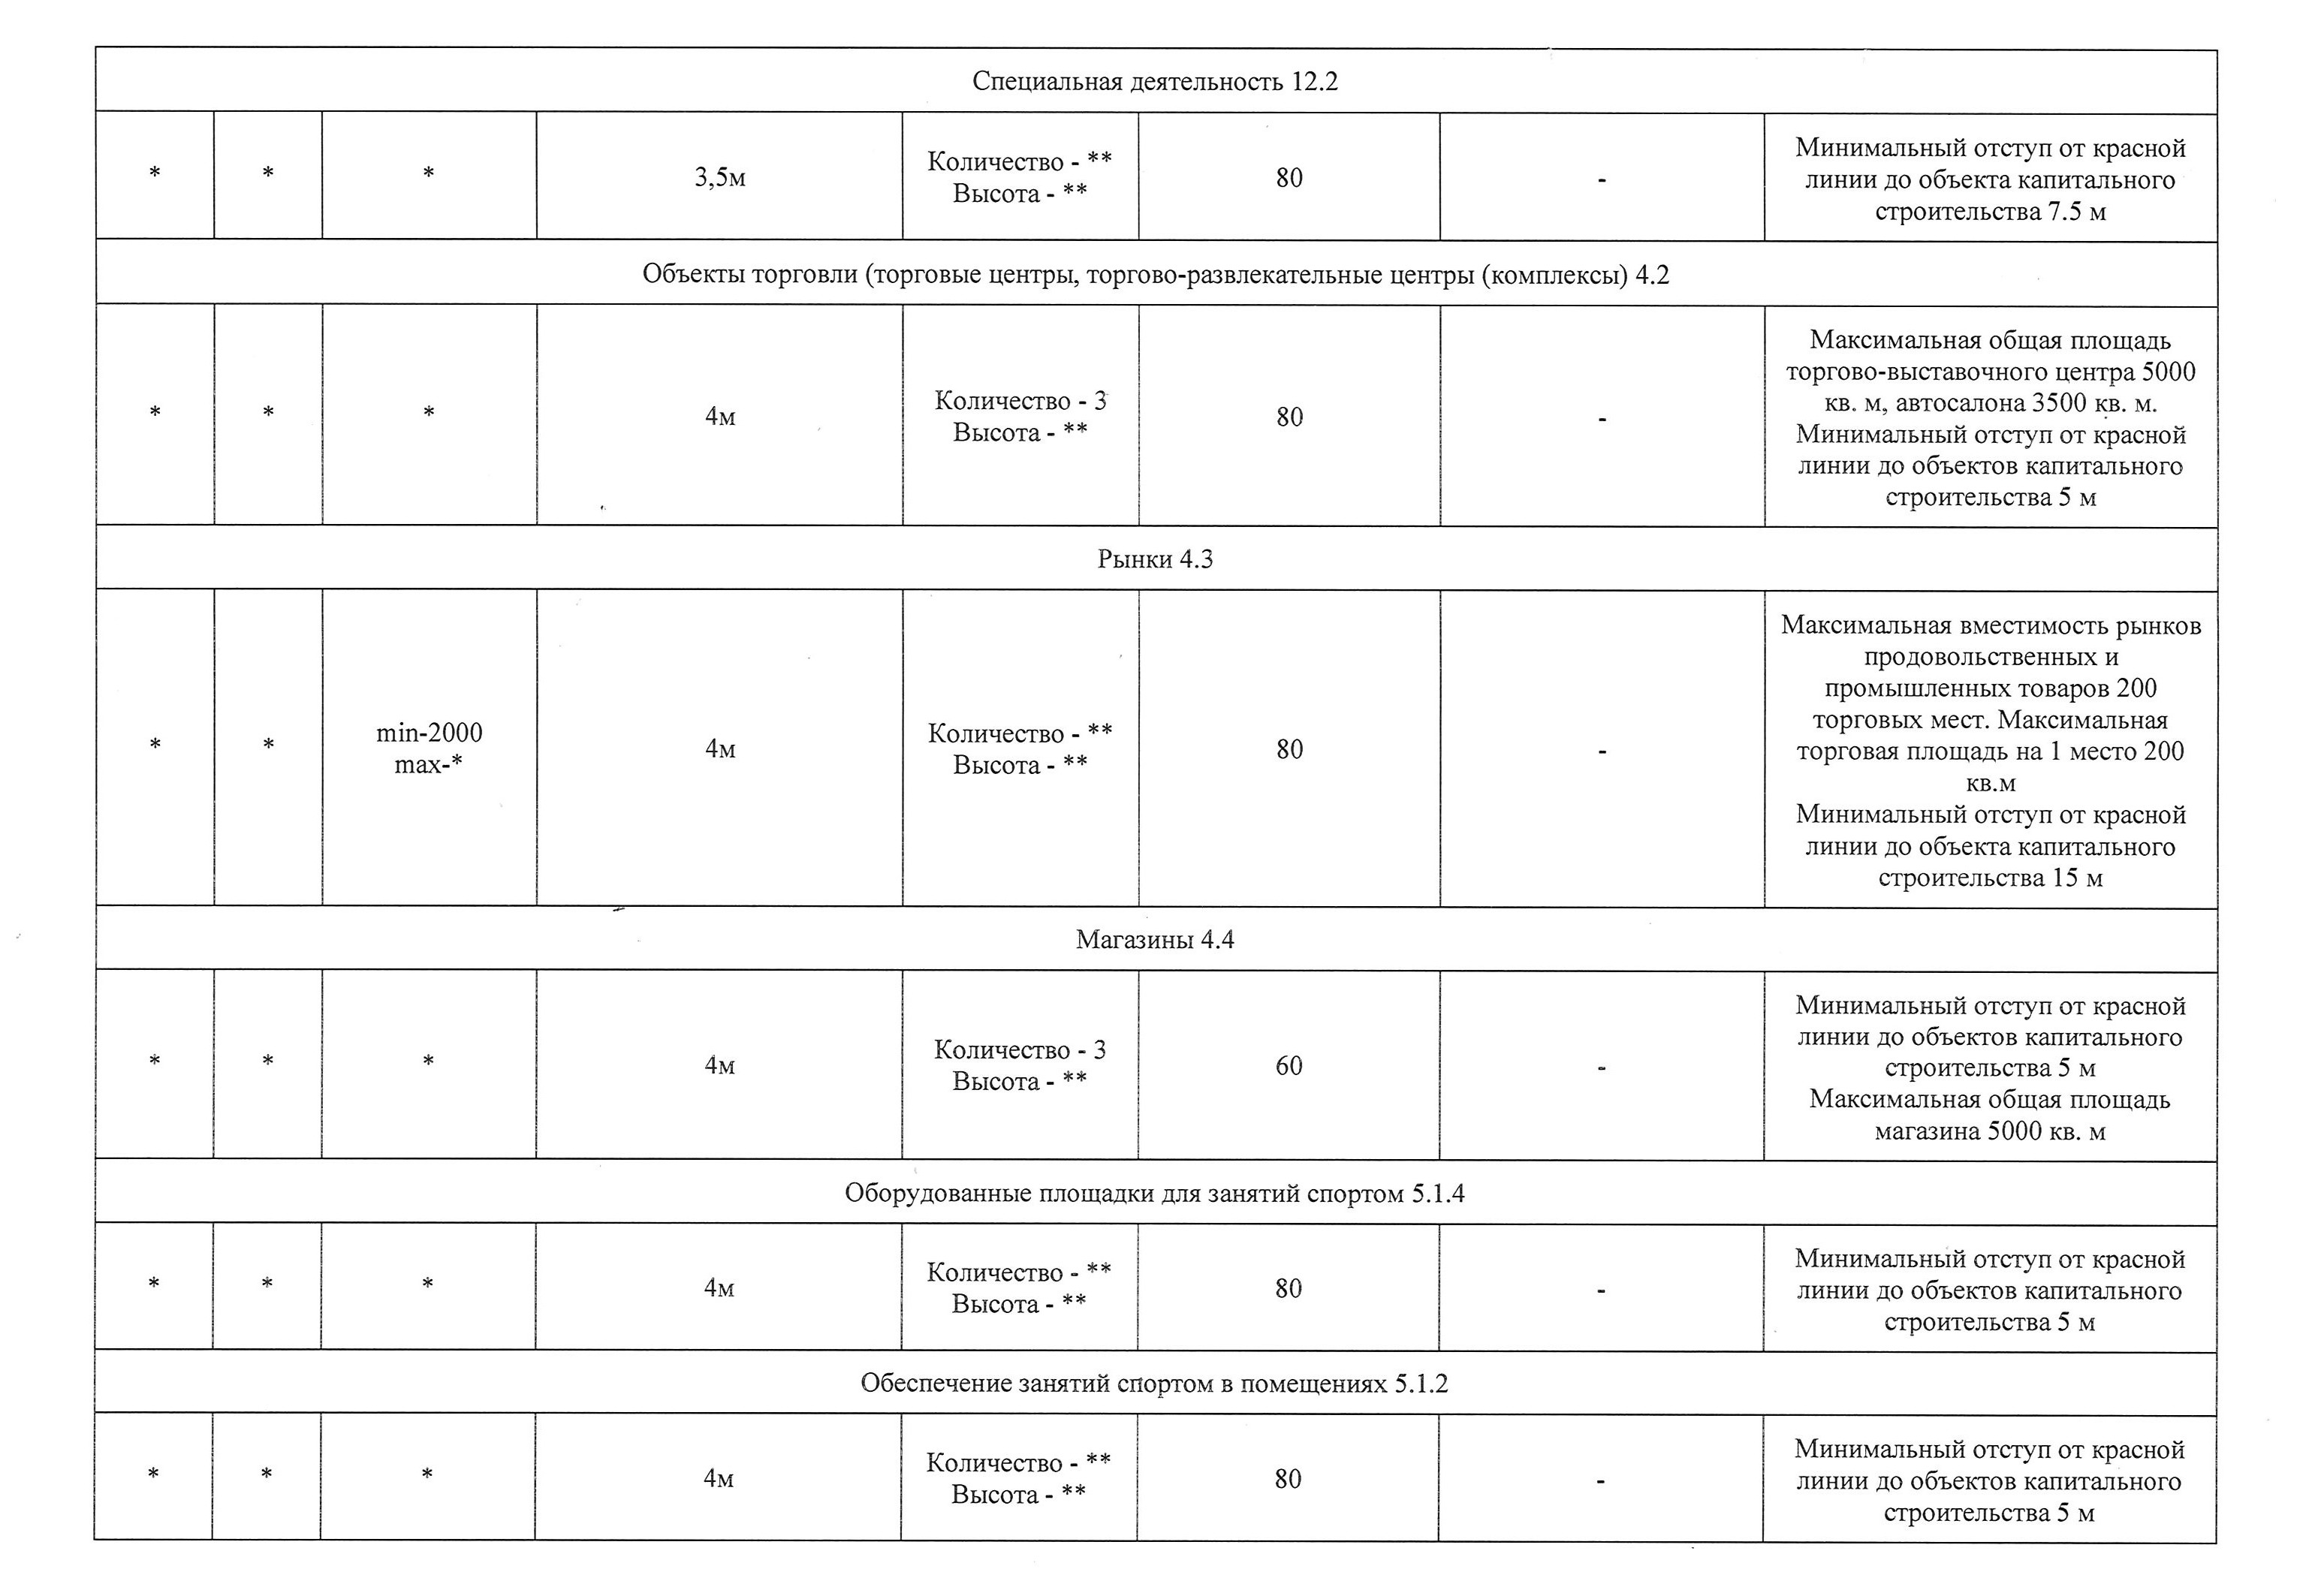 Специальная деятельность 12.2
*
*
*
3,5м
Количество - **
Высота - **
80
-
Минимальный отступ от красной
линии до объекта капитального
строительства 7.5 м
Объекты торговли (торговые центры, торгово-развлекательные центры (комплексы) 4.2
*
*
*
4м
Количество - 3
Высота - **
80
-
Максимальная общая площадь
торгово-выставочного центра 5000
кв. м, автосалона 3500 кв. м.
Минимальный отступ от красной
линии до объектов капитального
строительства 5 м
Рынки 4.3
*
*
min-2000
max-*
4м
Количество - **
Высота - **
80
-
Максимальная вместимость рынков
продовольственных и
промышленных товаров 200
торговых мест. Максимальная
торговая площадь на 1 место 200
кв.м
Минимальный отступ от красной
линии до объекта капитального
строительства 15 м
Магазины 4.4
*
*
*
4м
Количество - 3
Высота - **
60
-
Минимальный отступ от красной
линии до объектов капитального
строительства 5 м
Максимальная общая площадь
магазина 5000 кв. м
Оборудованные площадки для занятий спортом 5.1.4
*
*
*
4м
Количество - **
Высота - **
80
-
Минимальный отступ от красной
линии до объектов капитального
строительства 5 м
Обеспечение занятий спортом в помещениях 5.1.2
*
*
*
4м
Количество - **
Высота - **
80
-
Минимальный отступ от красной
линии до объектов капитального
строительства 5 м